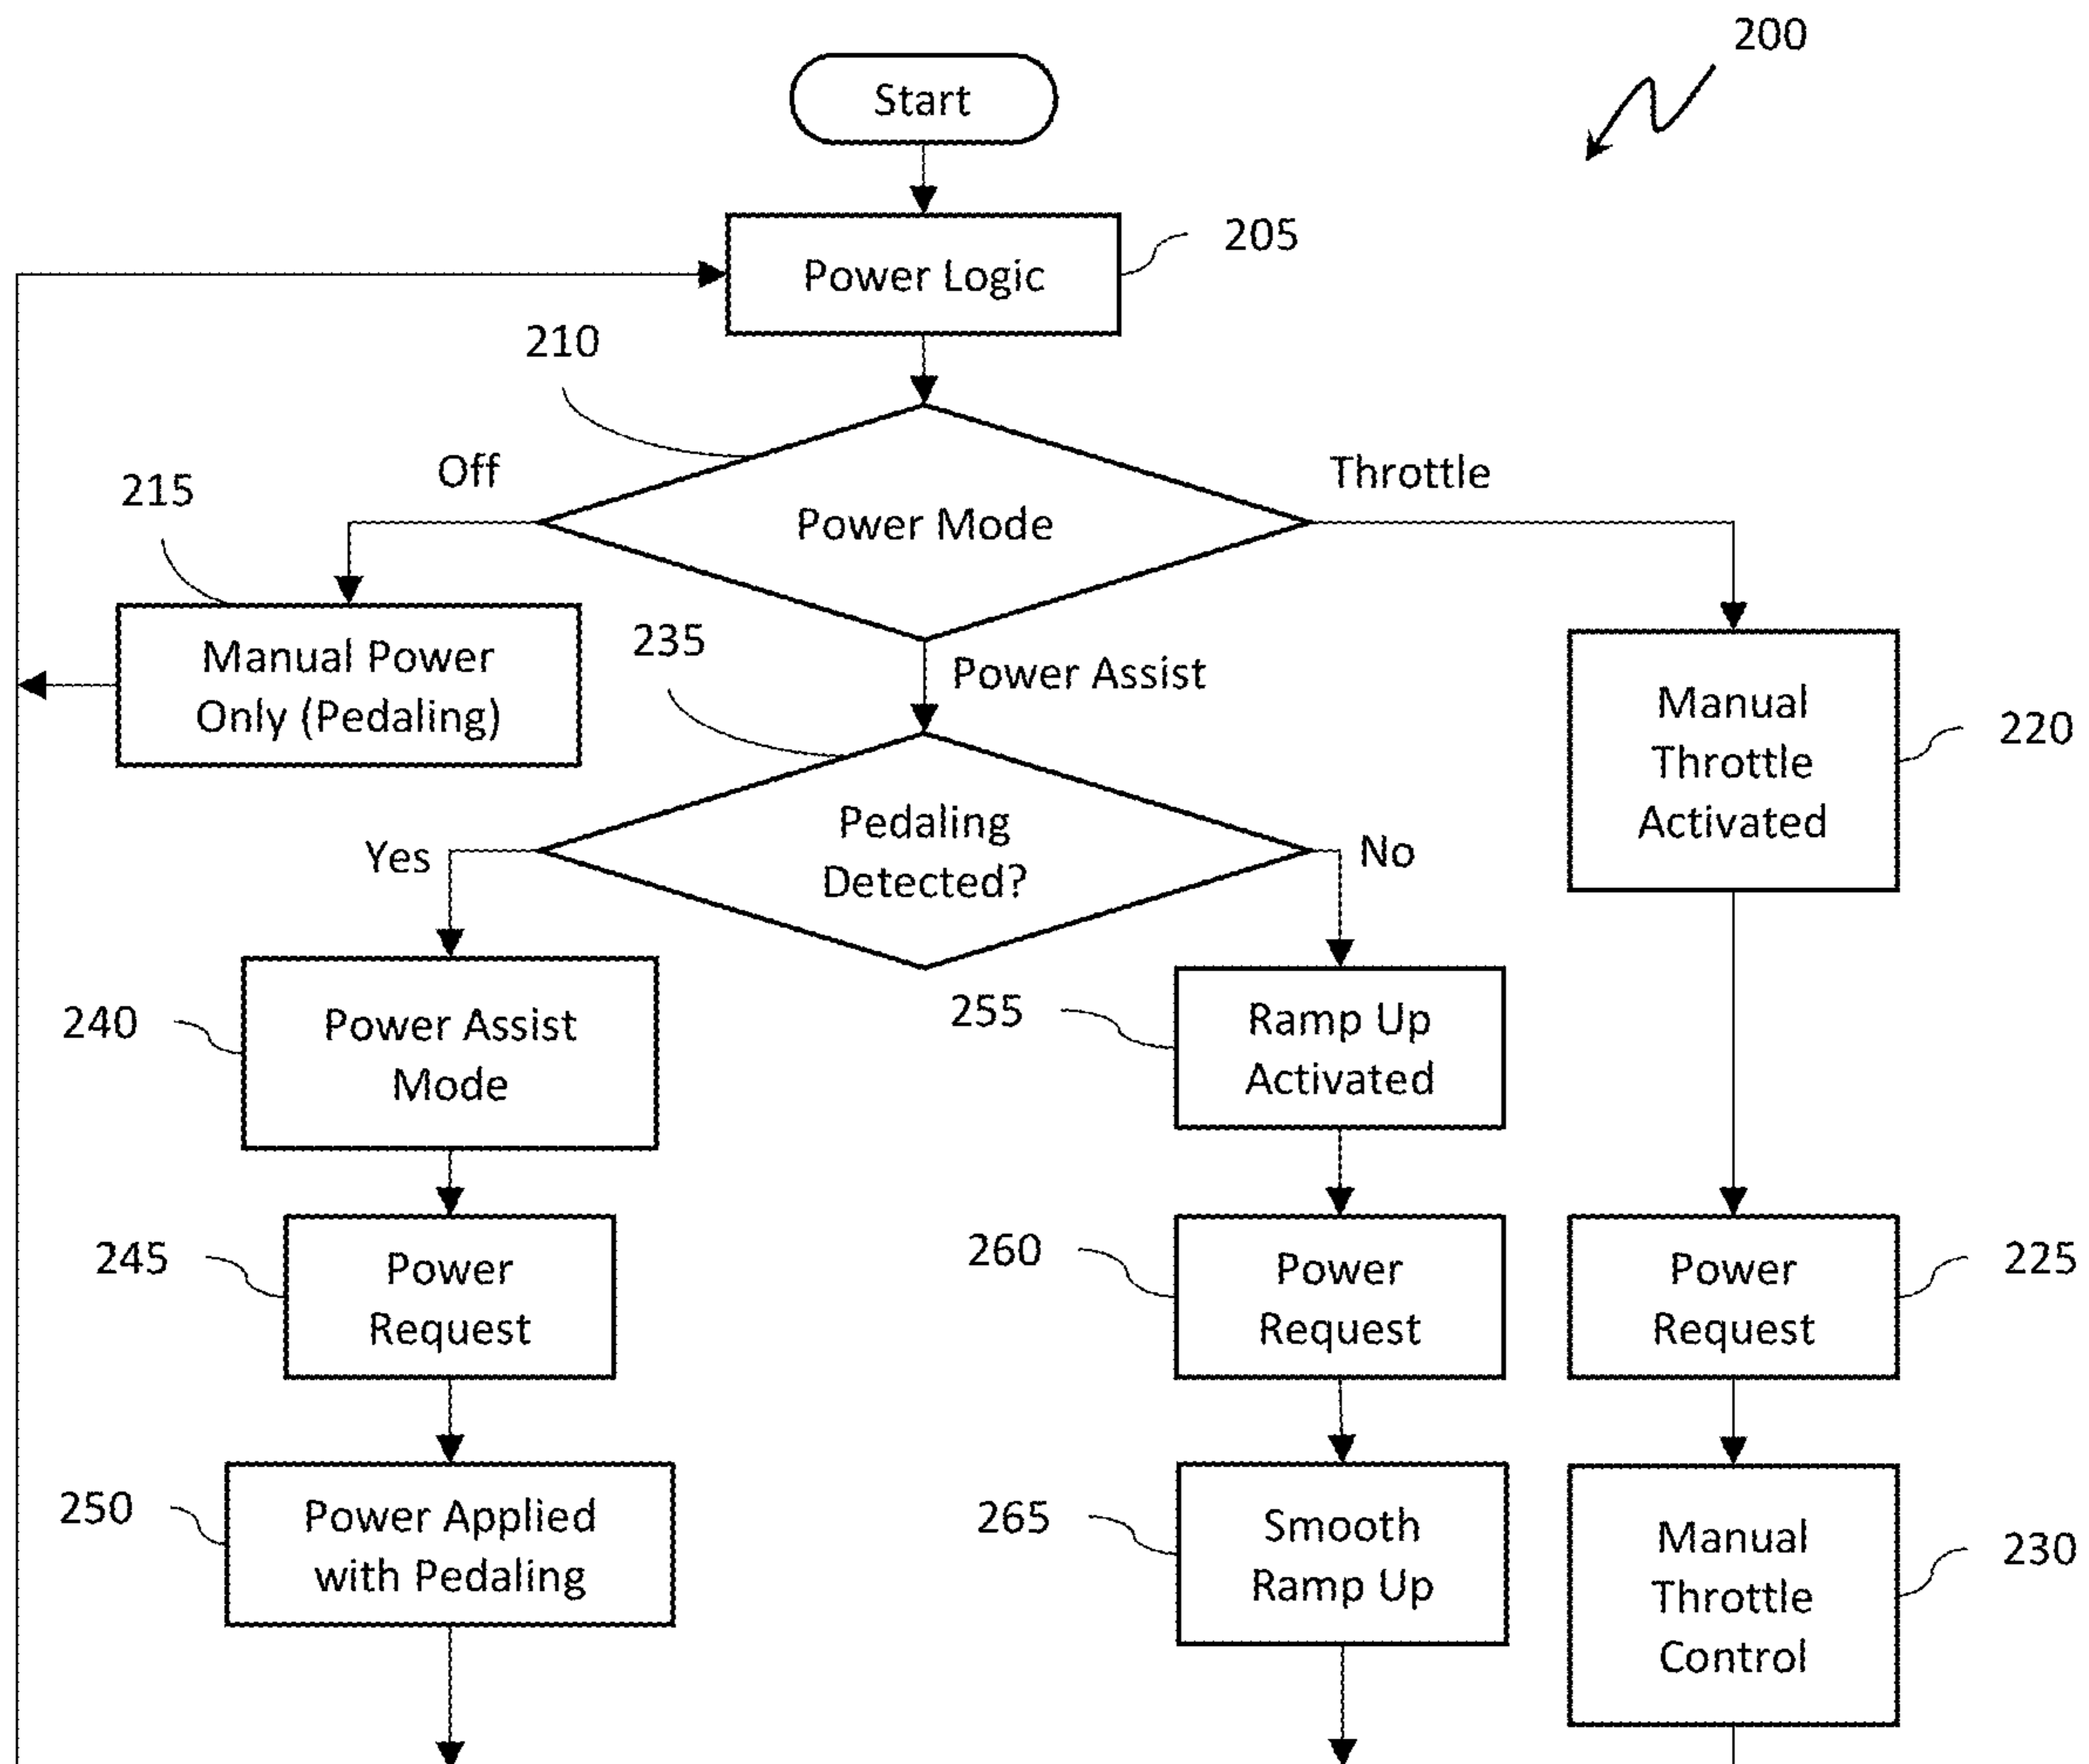 200
Start
205
Power Logic
210
Off
Throttle
215
Power Mode
Manual Power
Only (Pedaling)
235
Power Assist
Manual
Throttle
Activated
220
Pedaling
Detected?
Yes
No
240
Power Assist
Mode
255
Ramp Up
Activated
245
Power
Request
260
Power
Request
Power
Request
225
250
Power Applied
with Pedaling
265
Smooth
Ramp Up
Manual
Throttle
Control
230